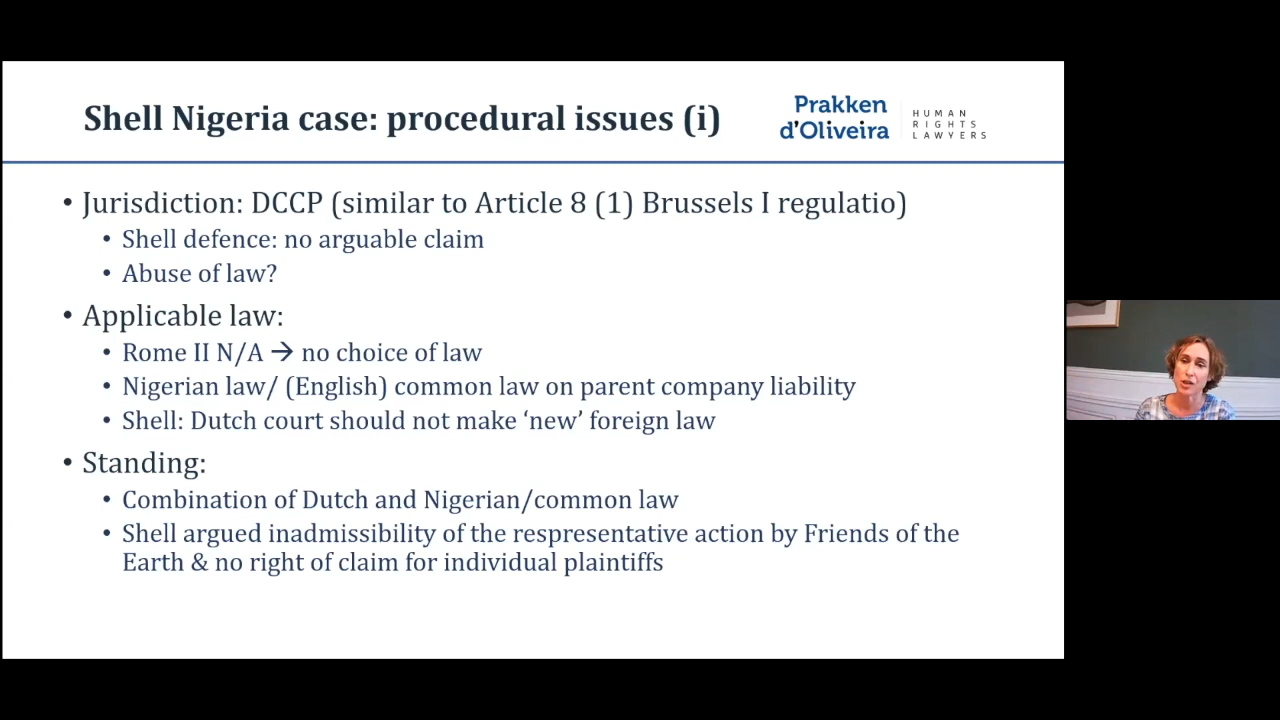 Shell Nigeria case: procedural issues (i)
Prakken
d'Oliveira
HUMAN
RIGHTS
LAWYERS
• Jurisdiction: DCCP (similar to Article 8 (1) Brussels I regulatio)
• Shell defence: no arguable claim
• Abuse of law?
• Applicable law:
• Rome II N/A → no choice of law
• Nigerian law/ (English) common law on parent company liability
• Shell: Dutch court should not make ‘new’ foreign law
• Standing:
• Combination of Dutch and Nigerian/common law
• Shell argued inadmissibility of the respresentative action by Friends of the
Earth & no right of claim for individual plaintiffs